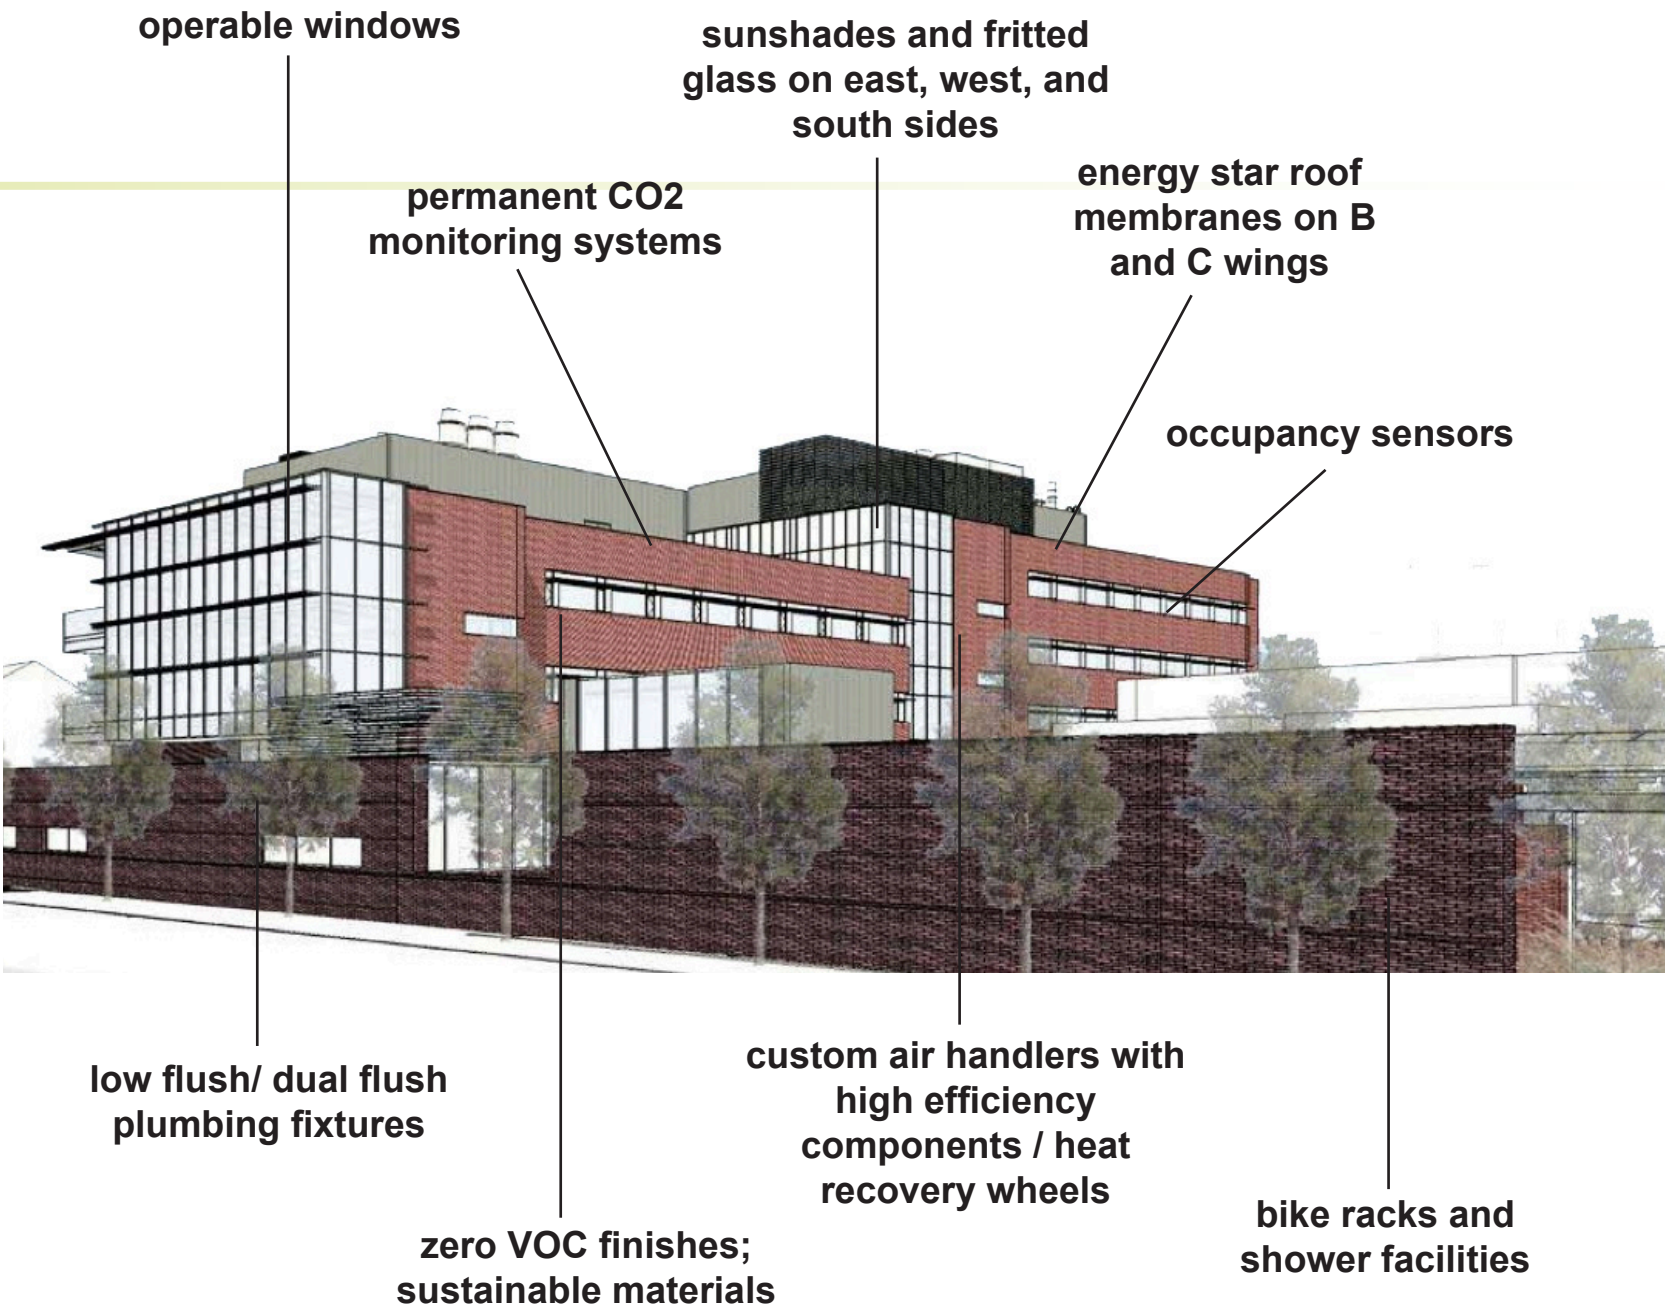 operable windows
sunshades and fritted
glass on east, west, and
south sides
permanent CO2
monitoring systems
energy star roof
membranes on B
and C wings
occupancy sensors
low flush/ dual flush
plumbing fixtures
custom air handlers with
high efficiency
components / heat
recovery wheels
zero VOC finishes;
sustainable materials
bike racks and
shower facilities